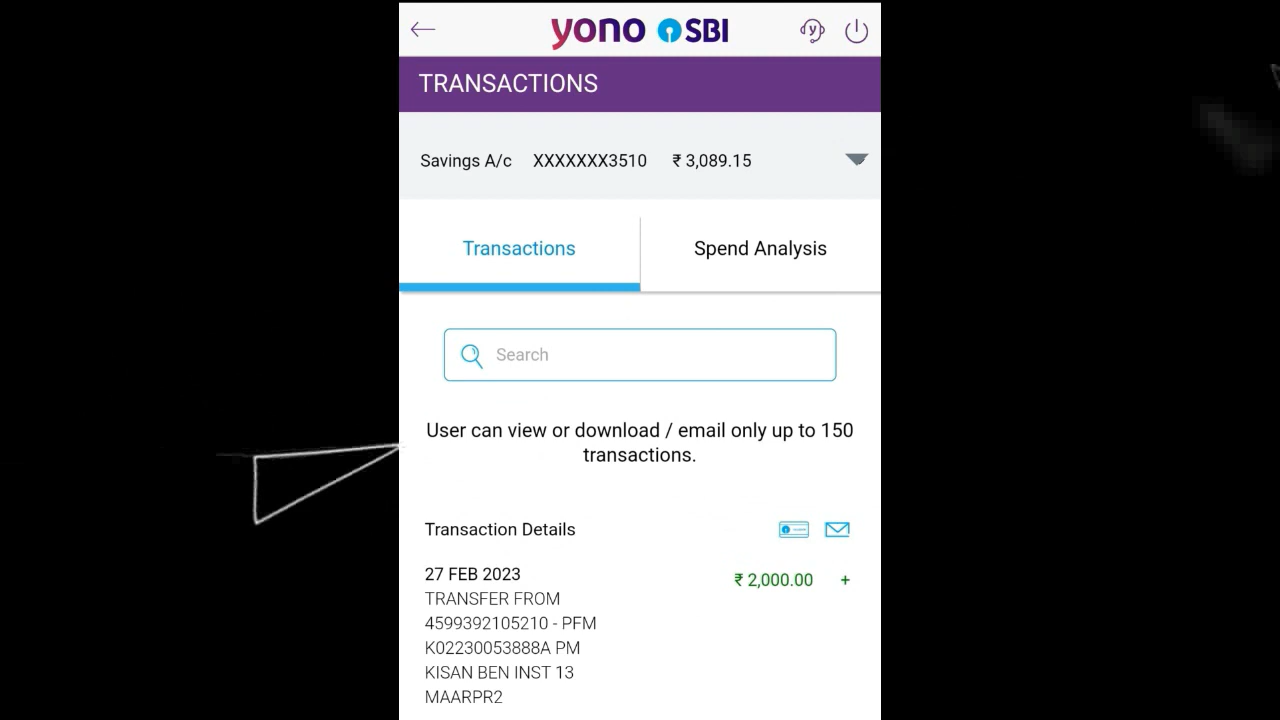 yono SBI
TRANSACTIONS
Savings A/c XXXXXXX3510 ₹ 3,089.15
Transactions Spend Analysis
Search
User can view or download / email only up to 150
transactions.
Transaction Details
27 FEB 2023 ₹ 2,000.00 +
TRANSFER FROM
4599392105210 - PFM
K02230053888A PM
KISAN BEN INST 13
MAARPR2